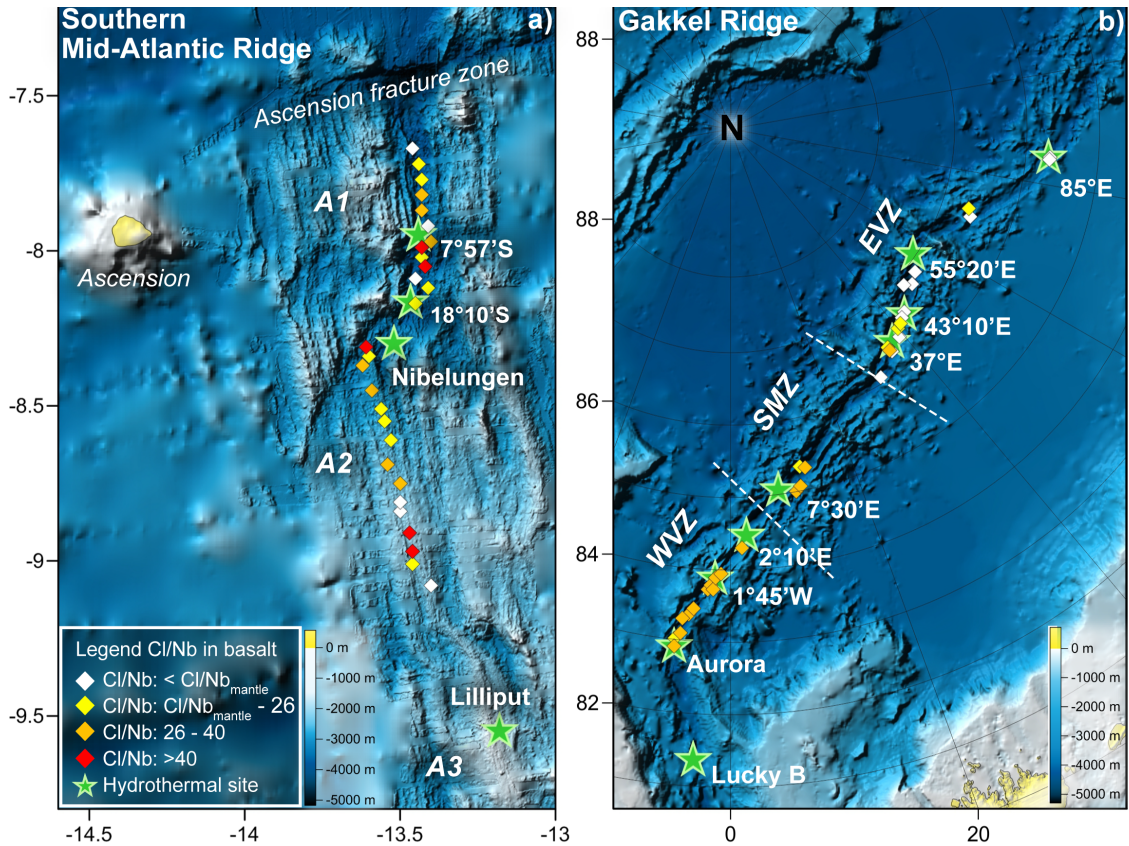 Southern
Mid-Atlantic Ridge
a)
-7.5
-8
-8.5
-9
-9.5
-14.5
-14
-13.5
-13
Ascension fracture zone
A1
7°57'S
Ascension
18°10'S
Nibelungen
A2
Lilliput
A3
Legend Cl/Nb in basalt
Cl/Nb: < Cl/Nbmantle
Cl/Nb: Cl/Nbmantle - 26
Cl/Nb: 26 - 40
Cl/Nb: >40
Hydrothermal site
0 m
-1000 m
-2000 m
-3000 m
-4000 m
-5000 m
Gakkel Ridge
b)
88
88
86
84
82
0
20
N
85°E
EVZ
55°20'E
43°10'E
37°E
SMZ
7°30'E
WVZ
2°10'E
1°45'W
Aurora
Lucky B
0 m
-1000 m
-2000 m
-3000 m
-4000 m
-5000 m